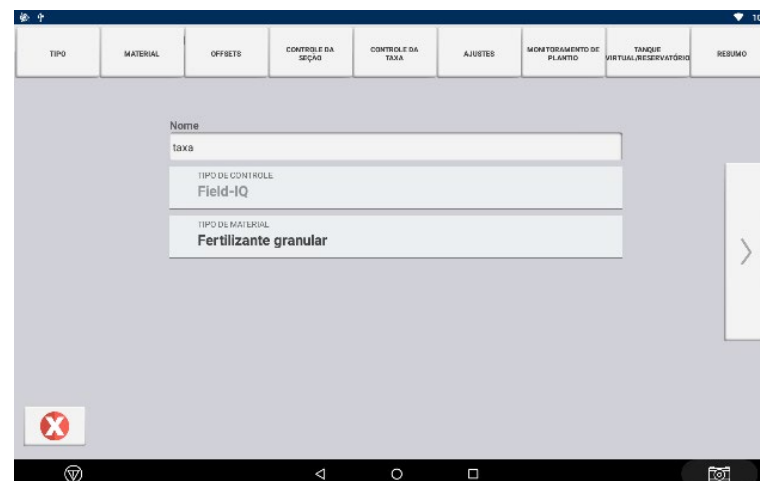 TIPO
MATERIAL
OFFSETS
CONTROLE DA
SEÇÃO
CONTROLE DA
TAXA
AJUSTES
MONITORAMENTO DE
PLANTIO
TANQUE
VIRTUAL/RESERVATÓRIO
RESUMO
Nome
taxa
TIPO DE CONTROLE
Field-IQ
TIPO DE MATERIAL
Fertilizante granular